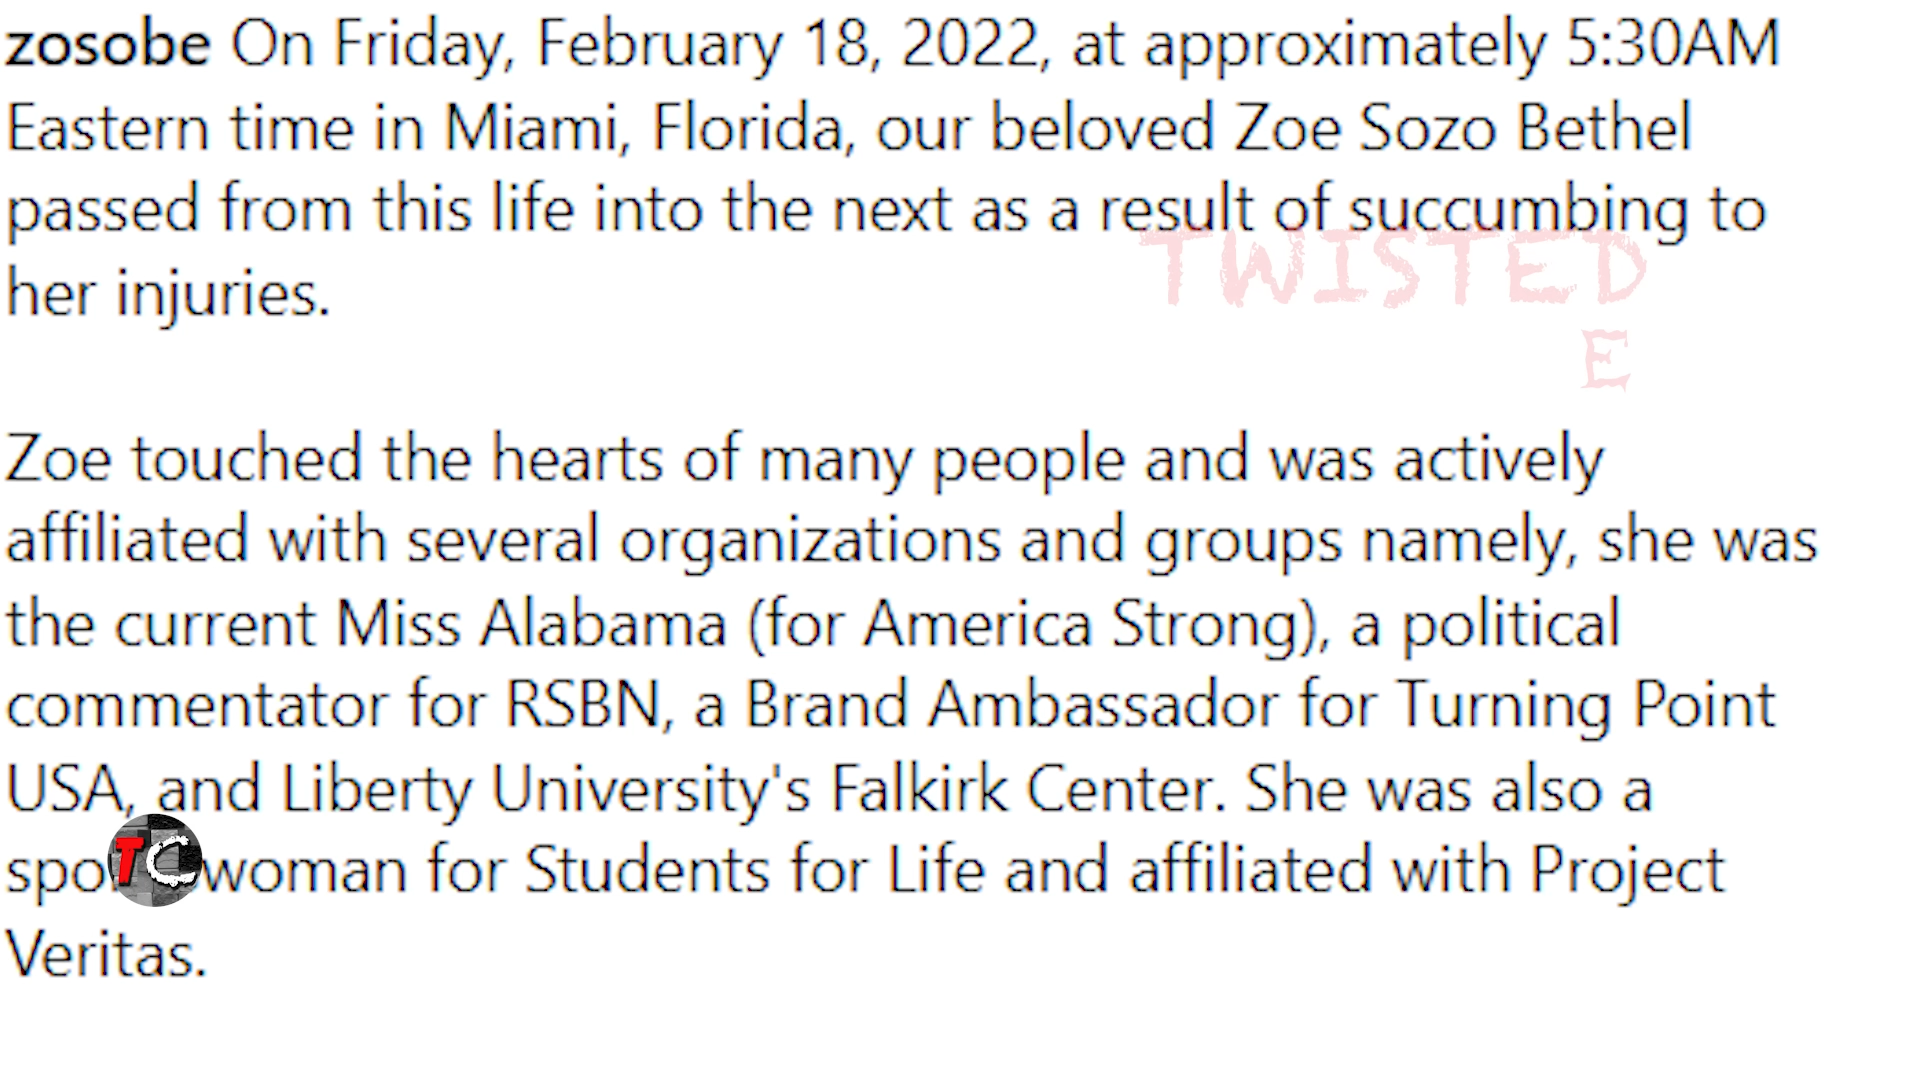 zosobe On Friday, February 18, 2022, at approximately 5:30AM
Eastern time in Miami, Florida, our beloved Zoe Sozo Bethel
passed from this life into the next as a result of succumbing to
her injuries.
TWISTED
E
Zoe touched the hearts of many people and was actively
affiliated with several organizations and groups namely, she was
the current Miss Alabama (for America Strong), a political
commentator for RSBN, a Brand Ambassador for Turning Point
USA, and Liberty University's Falkirk Center. She was also a
TC
woman for Students for Life and affiliated with Project
Veritas.